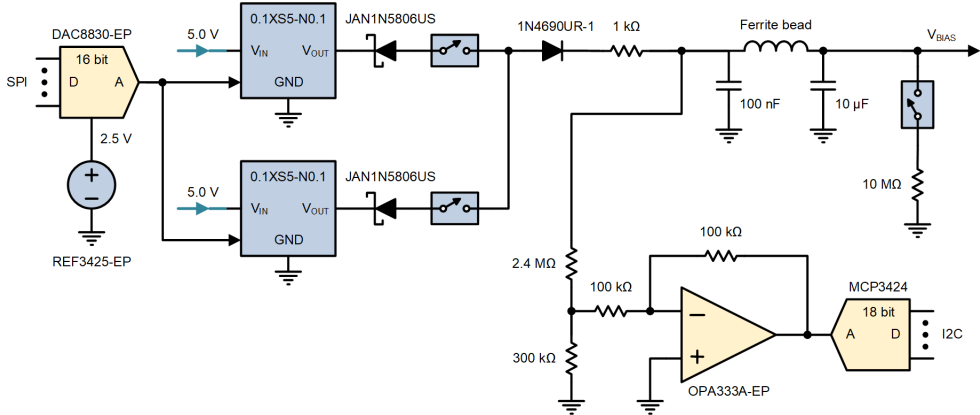 DAC8830-EP
16 bit
SPI
D
A
2.5 V
REF3425-EP
5.0 V
0.1XS5-N0.1
VIN
VOUT
GND
JAN1N5806US
5.0 V
0.1XS5-N0.1
VIN
VOUT
GND
JAN1N5806US
1N4690UR-1
1 kΩ
Ferrite bead
VBIAS
100 nF
10 µF
10 MΩ
2.4 MΩ
300 kΩ
100 kΩ
100 kΩ
OPA333A-EP
MCP3424
18 bit
A
D
I2C